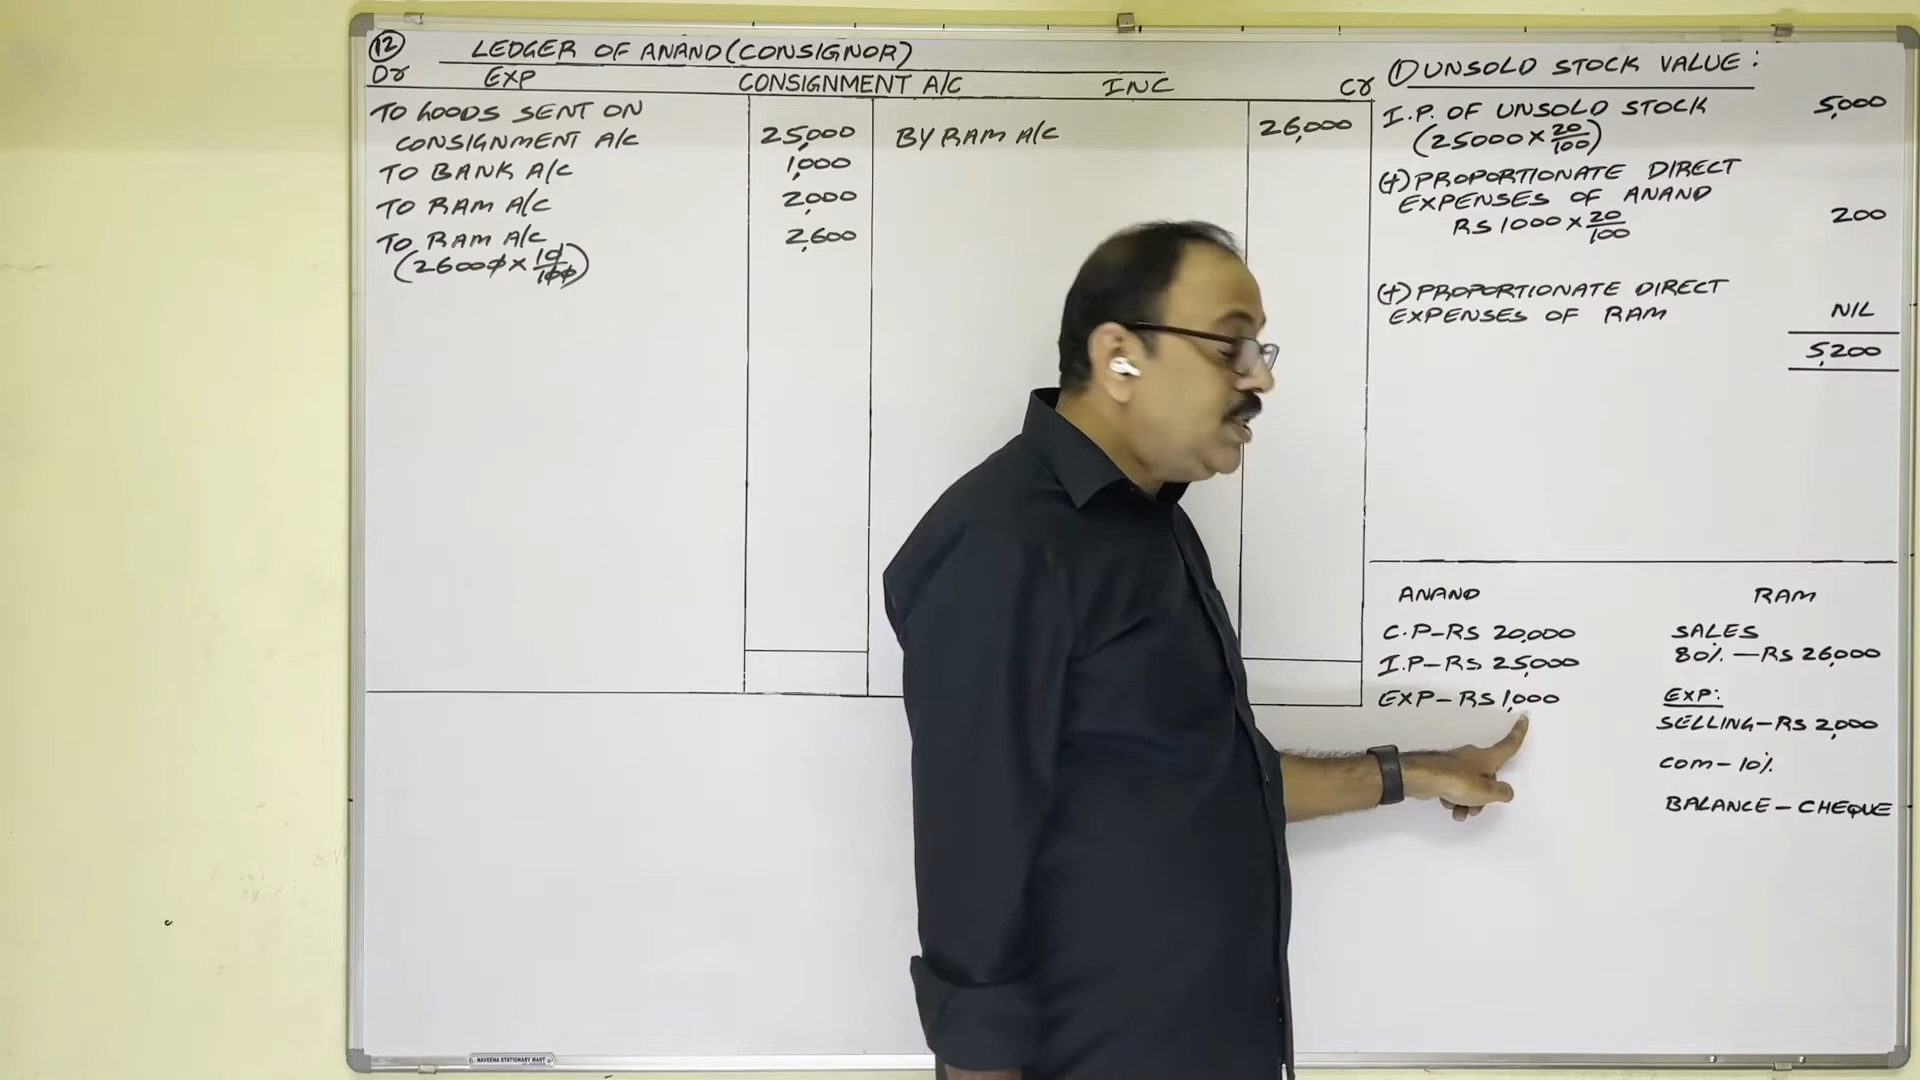 12 LEDGER OF ANAND (CONSIGNOR)
Dr EXP CONSIGNMENT A/C INC Cr
TO GOODS SENT ON
CONSIGNMENT A/C 25,000 BY RAM A/C 26,000
TO BANK A/C 1,000
TO RAM A/C 2,000
TO RAM A/C 2,600
(26000 × 10/100)
① UNSOLD STOCK VALUE:
I.P. OF UNSOLD STOCK 5,000
(25000 × 20/100)
(+) PROPORTIONATE DIRECT
EXPENSES OF ANAND
RS 1000 × 20/100 200
(+) PROPORTIONATE DIRECT
EXPENSES OF RAM NIL
5,200
ANAND
C.P – RS 20,000
I.P – RS 25,000
EXP – RS 1,000
RAM
SALES
80% — RS 26,000
EXP:
SELLING – RS 2,000
COM – 10%
BALANCE – CHEQUE
NAVEENA STATIONARY MART